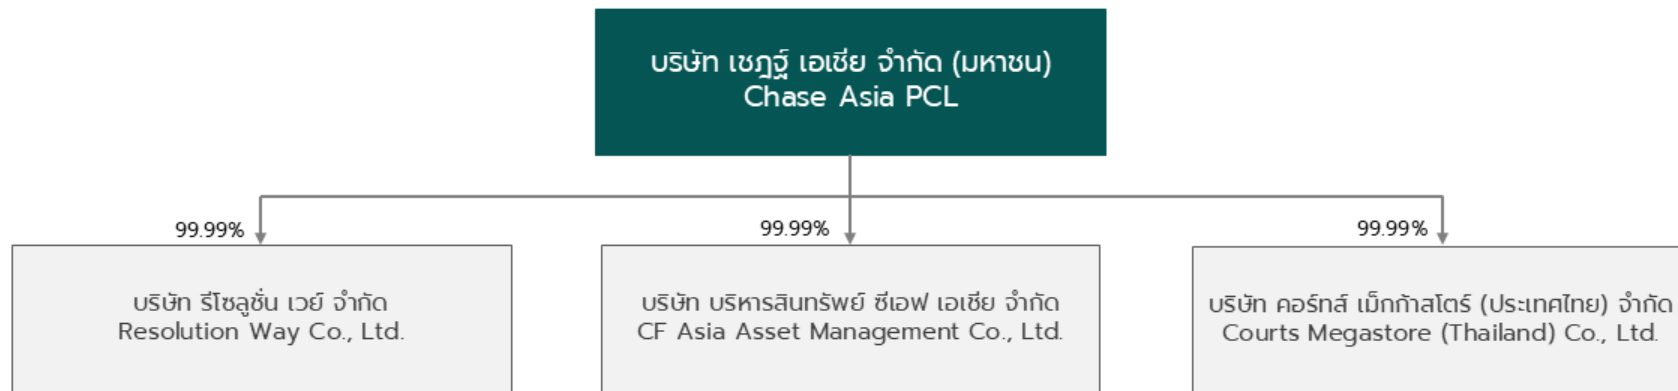 บริษัท เชฎฐ์ เอเชีย จำกัด (มหาชน)
Chase Asia PCL
99.99%
99.99%
99.99%
บริษัท รีโซลูชั่น เวย์ จำกัด
Resolution Way Co., Ltd.
บริษัท บริหารสินทรัพย์ ซีเอฟ เอเชีย จำกัด
CF Asia Asset Management Co., Ltd.
บริษัท คอร์ทส์ เม็กก้าสโตร์ (ประเทศไทย) จำกัด
Courts Megastore (Thailand) Co., Ltd.